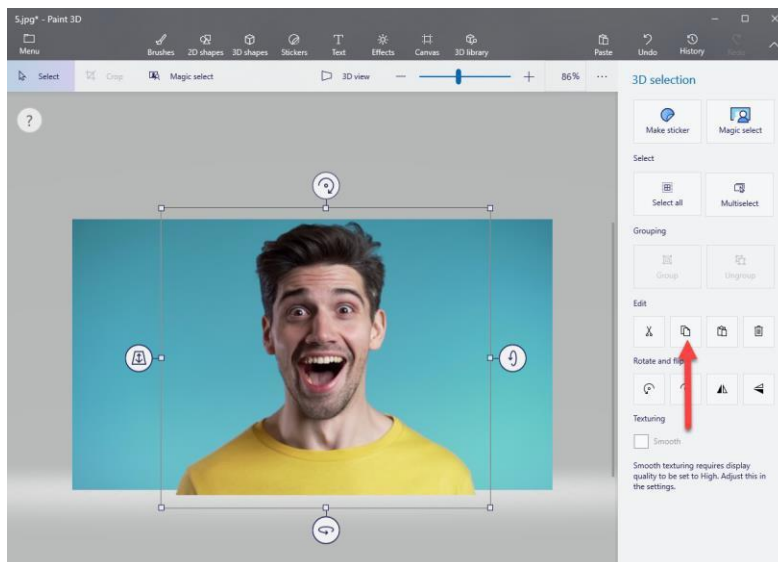 S.jpg* - Paint 3D
Menu
Brushes
2D shapes
3D shapes
Stickers
Text
Effects
Canvas
3D library
Paste
Undo
History
Select
Crop
Magic select
3D view
86%
?
3D selection
Make sticker
Magic select
Select
Select all
Multiselect
Grouping
Group
Ungroup
Edit
Rotate and flip
Texturing
Smooth
Smooth texturing requires display
quality to be set to High. Adjust this in
the settings.